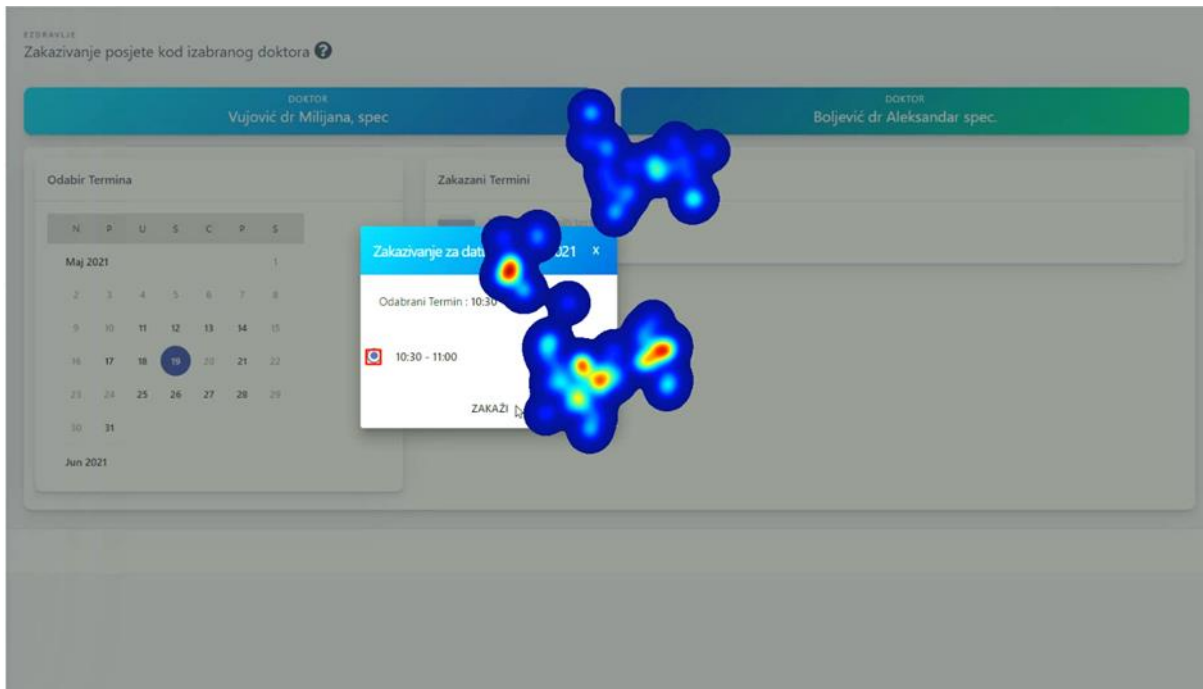 EZDRAVLJE
Zakazivanje posjete kod izabranog doktora ?
DOKTOR
Vujović dr Milijana, spec
DOKTOR
Boljević dr Aleksandar spec.
Odabir Termina
Zakazani Termini
N P U S C P S
Maj 2021
1
2 3 4 5 6 7 8
9 10 11 12 13 14 15
16 17 18 19 20 21 22
23 24 25 26 27 28 29
30 31
Jun 2021
Zakazivanje za 021 x
Odabrani Termin : 10:30
10:30 - 11:00
ZAKAŽI